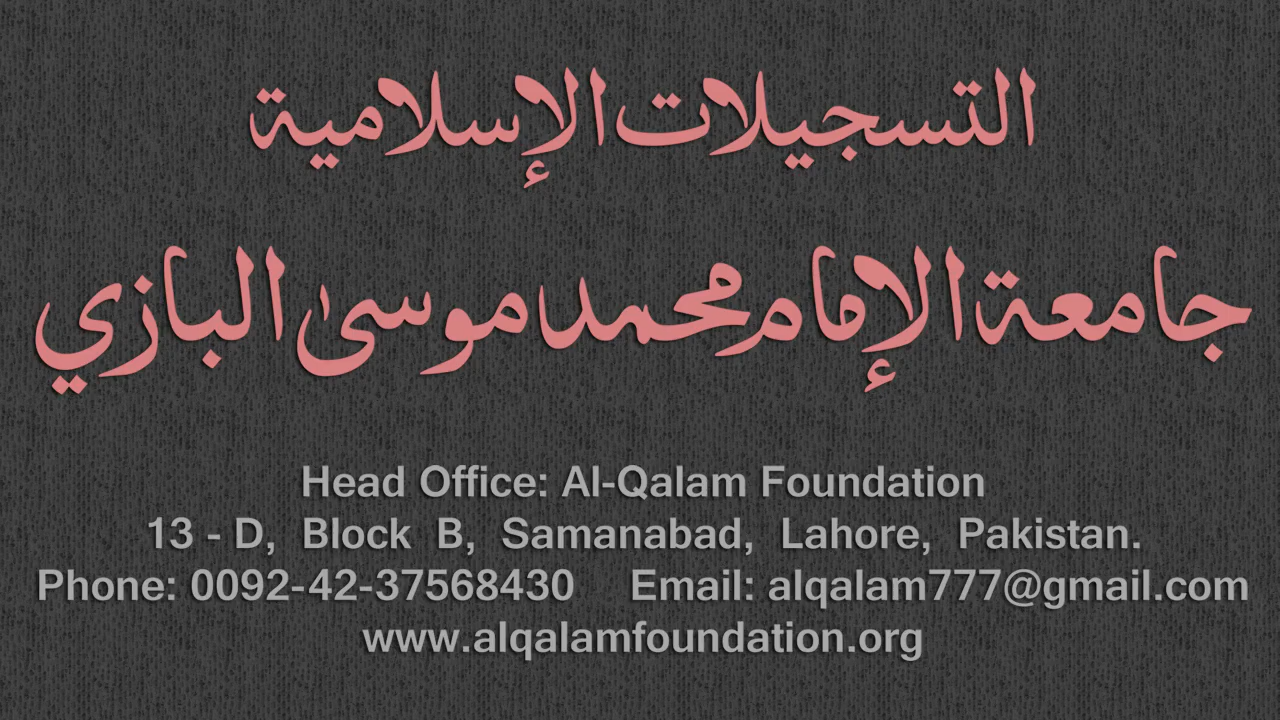 التسجيلات الإسلامية
جامعة الإمام محمد موسىٰ البازي
Head Office: Al-Qalam Foundation
13 - D, Block B, Samanabad, Lahore, Pakistan.
Phone: 0092-42-37568430 Email: alqalam777@gmail.com
www.alqalamfoundation.org